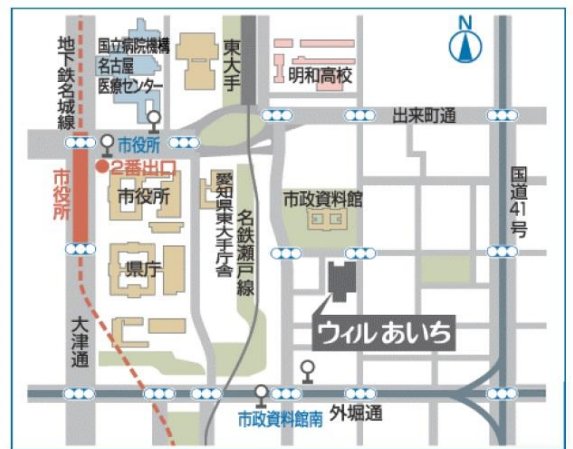 N
地下鉄名城線
国立病院機構
名古屋
医療センター
東大手
明和高校
出来町通
市役所
2番出口
市役所
市役所
愛知県東大手庁舎
名鉄瀬戸線
市政資料館
国道41号
県庁
ウィルあいち
大津通
市政資料館南
外堀通